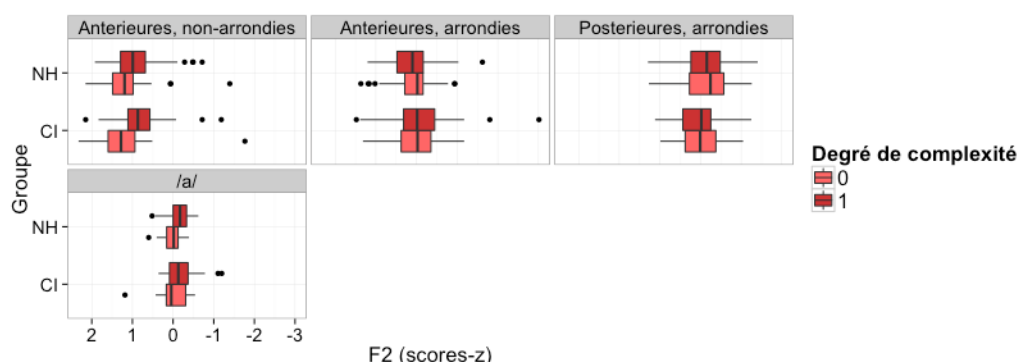 Anterieures, non-arrondies
Anterieures, arrondies
Posterieures, arrondies
NH
CI
/a/
NH
CI
Groupe
2 1 0 -1 -2 -3
F2 (scores-z)
Degré de complexité
0
1